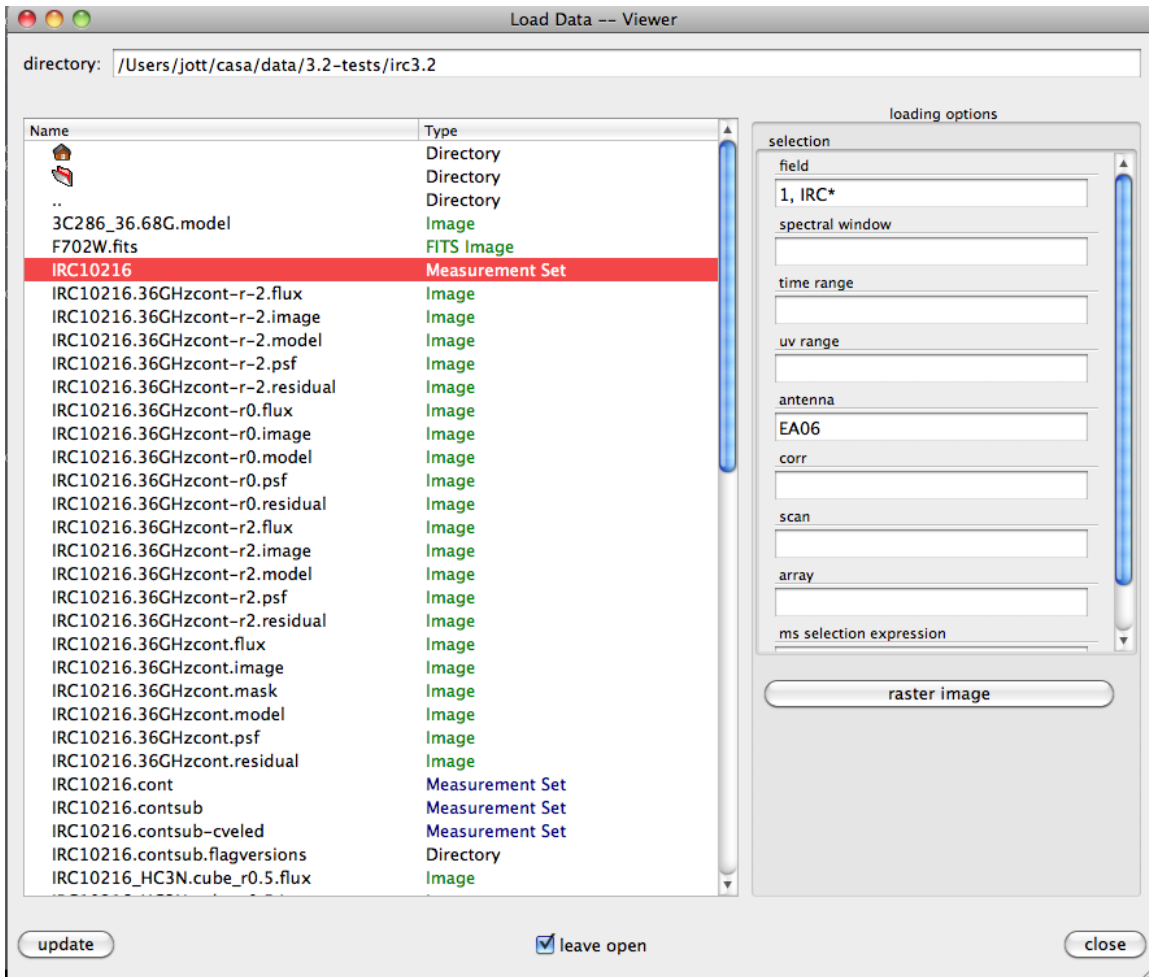 Load Data -- Viewer
directory: /Users/jott/casa/data/3.2-tests/irc3.2
Name Type
Directory
Directory
.. Directory
3C286_36.68G.model Image
F702W.fits FITS Image
IRC10216 Measurement Set
IRC10216.36GHzcont-r-2.flux Image
IRC10216.36GHzcont-r-2.image Image
IRC10216.36GHzcont-r-2.model Image
IRC10216.36GHzcont-r-2.psf Image
IRC10216.36GHzcont-r-2.residual Image
IRC10216.36GHzcont-r0.flux Image
IRC10216.36GHzcont-r0.image Image
IRC10216.36GHzcont-r0.model Image
IRC10216.36GHzcont-r0.psf Image
IRC10216.36GHzcont-r0.residual Image
IRC10216.36GHzcont-r2.flux Image
IRC10216.36GHzcont-r2.image Image
IRC10216.36GHzcont-r2.model Image
IRC10216.36GHzcont-r2.psf Image
IRC10216.36GHzcont-r2.residual Image
IRC10216.36GHzcont.flux Image
IRC10216.36GHzcont.image Image
IRC10216.36GHzcont.mask Image
IRC10216.36GHzcont.model Image
IRC10216.36GHzcont.psf Image
IRC10216.36GHzcont.residual Image
IRC10216.cont Measurement Set
IRC10216.contsub Measurement Set
IRC10216.contsub-cveled Measurement Set
IRC10216.contsub.flagversions Directory
IRC10216_HC3N.cube_r0.5.flux Image
loading options
selection
field
1, IRC*
spectral window
time range
uv range
antenna
EA06
corr
scan
array
ms selection expression
raster image
update
leave open
close